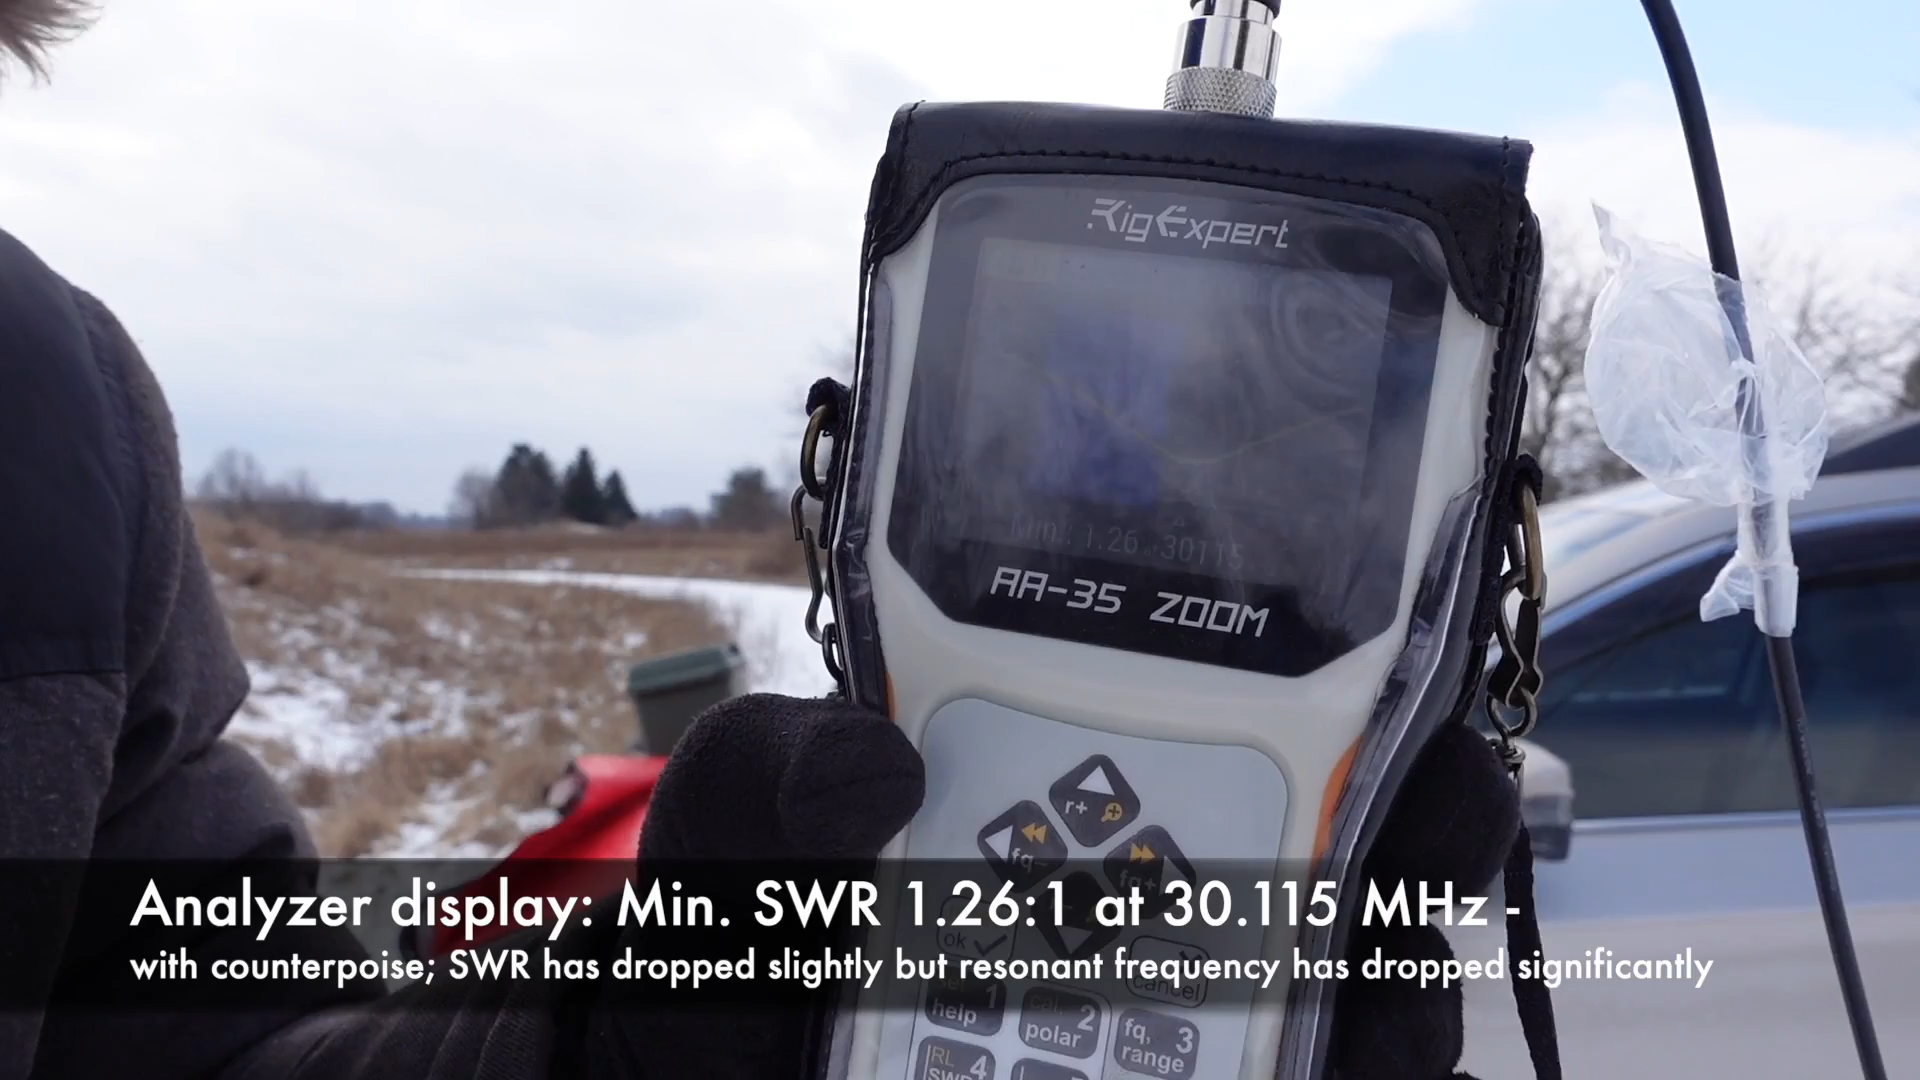 RigExpert
Min.: 1.26 30115
AA-35 ZOOM
r+
fq-
fq+
ok
cancel
1
help
2
polar
fq, 3
range
RL 4
SWR
Analyzer display: Min. SWR 1.26:1 at 30.115 MHz -
with counterpoise; SWR has dropped slightly but resonant frequency has dropped significantly